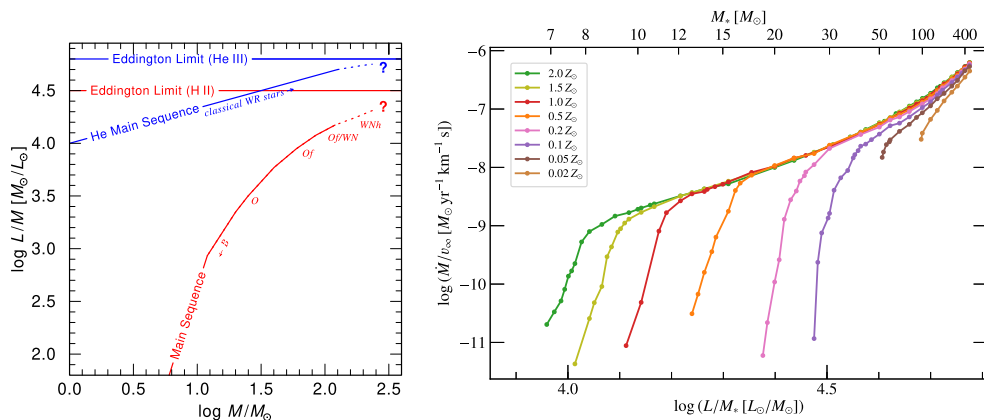 Eddington Limit (He III)
Eddington Limit (H II)
He Main Sequence
classical WR stars
?
?
WNh
Of/WN
Of
O
← B
Main Sequence
log L/M [M⊙/L⊙]
4.5
4.0
3.5
3.0
2.5
2.0
0.0 0.5 1.0 1.5 2.0 2.5
log M/M⊙
M* [M⊙]
7 8 10 12 15 20 30 50 100 400
2.0 Z⊙
1.5 Z⊙
1.0 Z⊙
0.5 Z⊙
0.2 Z⊙
0.1 Z⊙
0.05 Z⊙
0.02 Z⊙
log (Ṁ/v∞ [M⊙ yr⁻¹ km⁻¹ s])
−6
−7
−8
−9
−10
−11
4.0 4.5
log (L/M* [L⊙/M⊙])